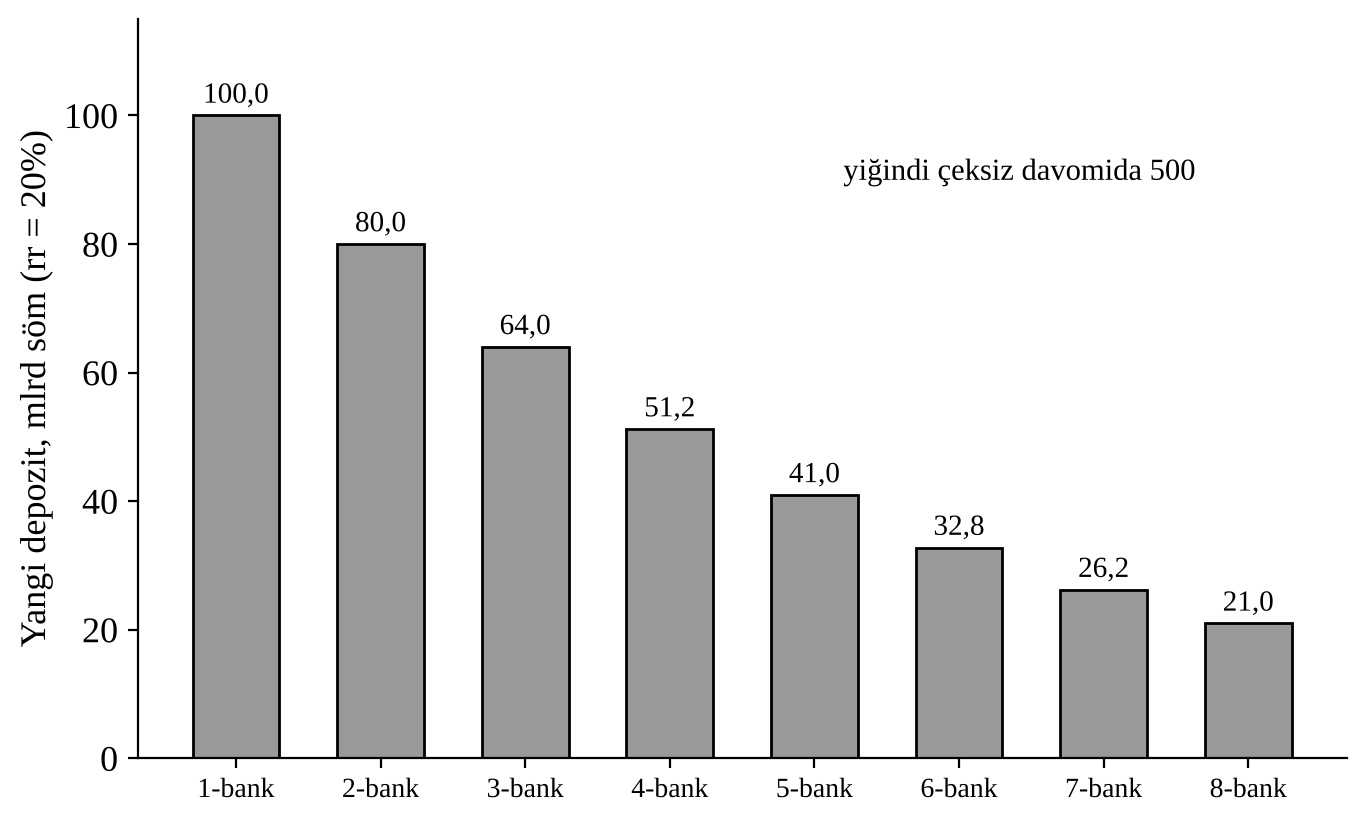 Yangi depozit, mlrd söm (rr = 20%)
100
80
60
40
20
0
100,0
80,0
64,0
51,2
41,0
32,8
26,2
21,0
yiğindi çeksiz davomida 500
1-bank
2-bank
3-bank
4-bank
5-bank
6-bank
7-bank
8-bank